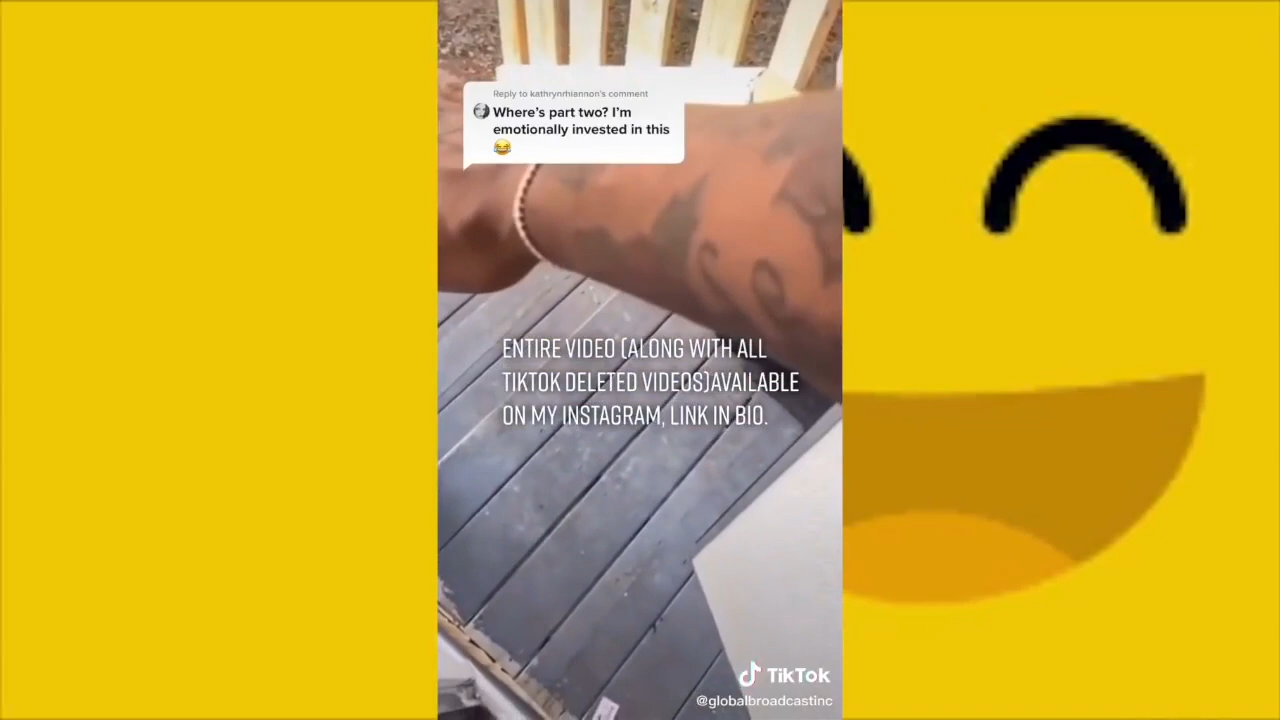 Reply to kathrynrhiannon's comment
Where's part two? I'm
emotionally invested in this
😂
ENTIRE VIDEO (ALONG WITH ALL
TIKTOK DELETED VIDEOS)AVAILABLE
ON MY INSTAGRAM, LINK IN BIO.
TikTok
@globalbroadcastinc